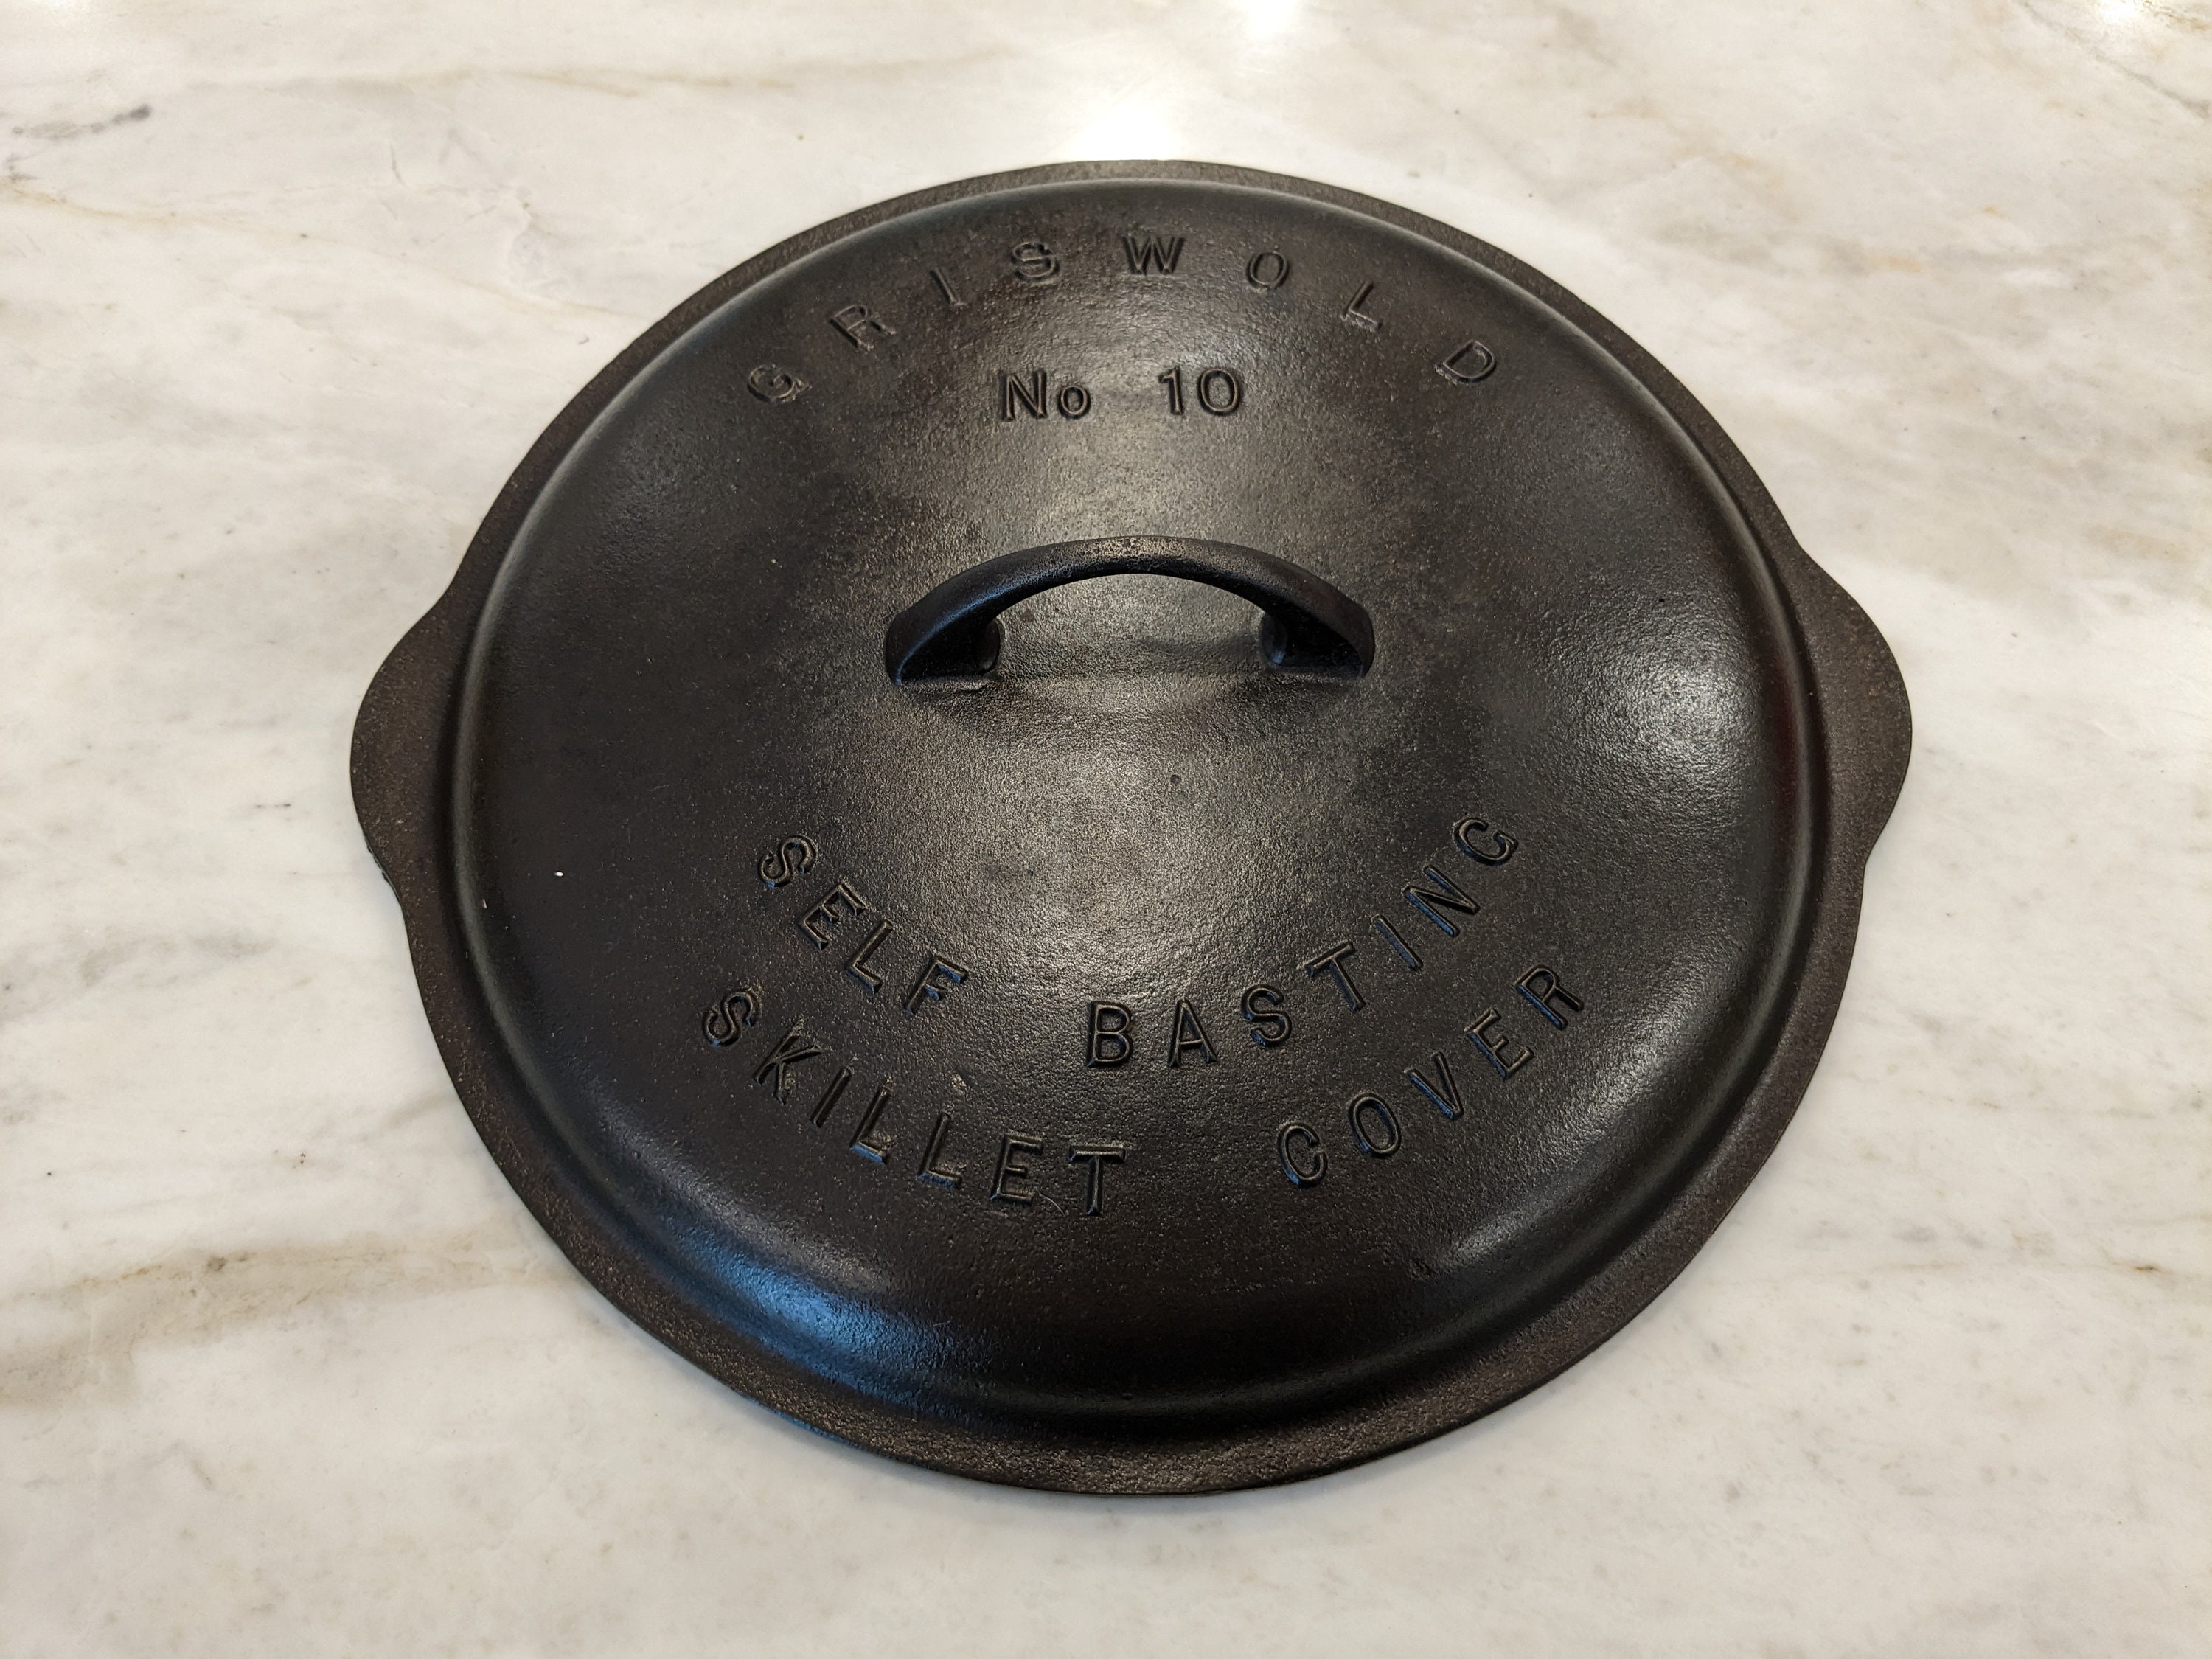 GRISWOLD
No 10
SELF BASTING
SKILLET COVER